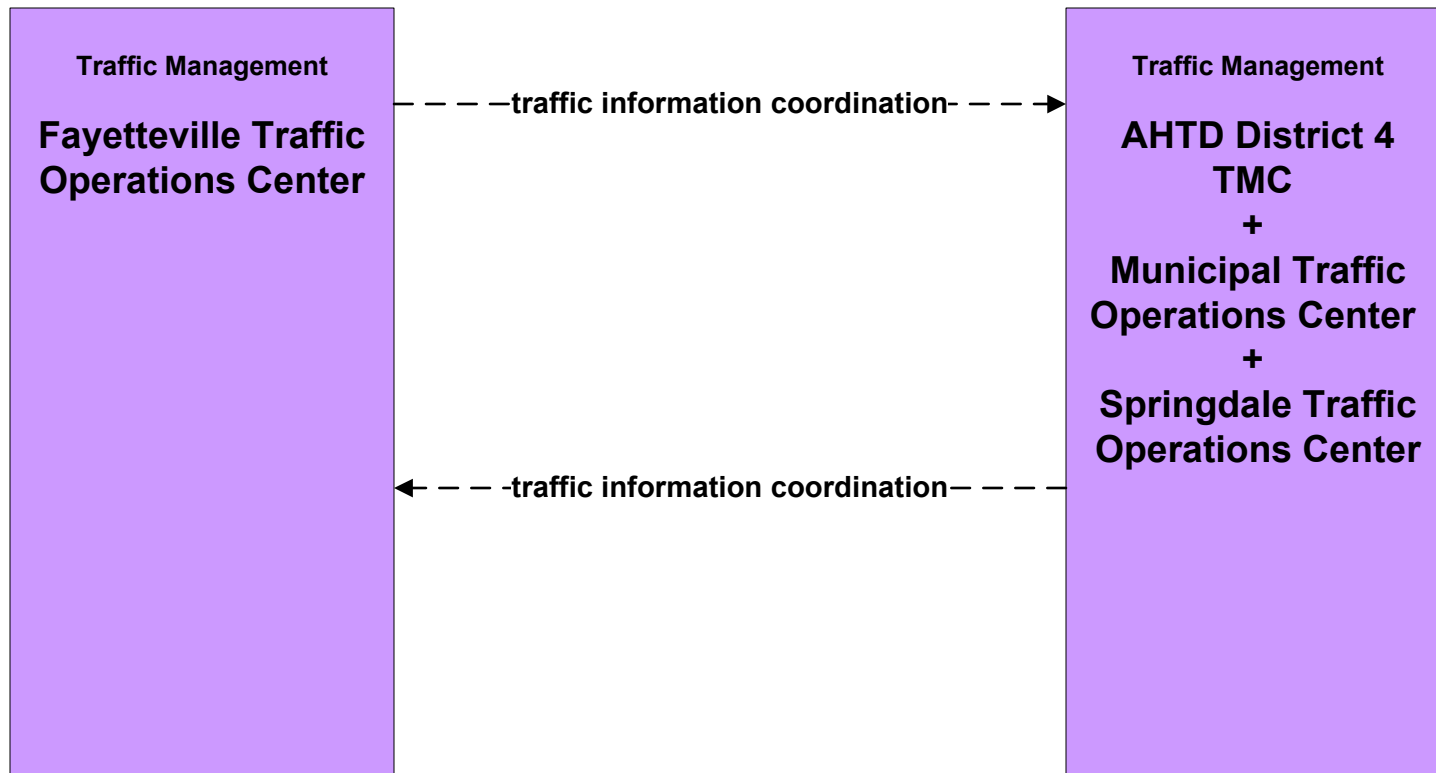 Traffic Management
Fayetteville Traffic
Operations Center
traffic information coordination
traffic information coordination
Traffic Management
AHTD District 4
TMC
+
Municipal Traffic
Operations Center
+
Springdale Traffic
Operations Center